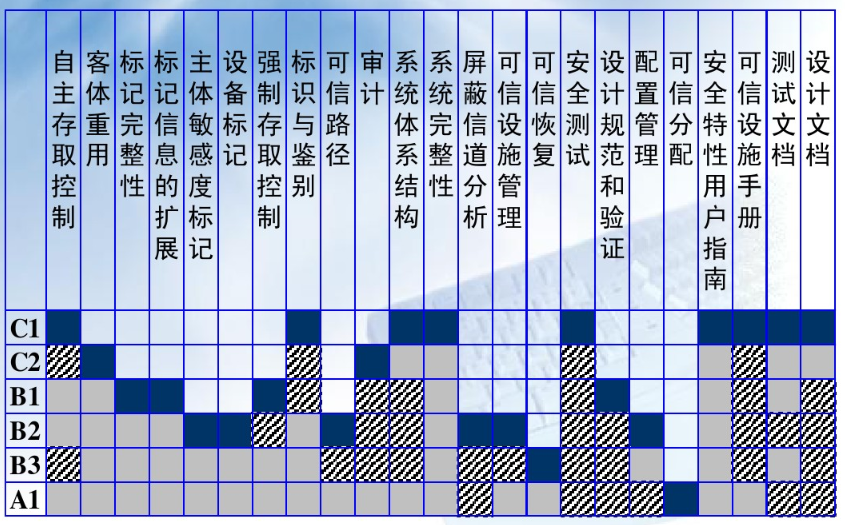 自主存取控制
客体重用
标记完整性
标记信息的扩展
主体敏感度标记
设备标记
强制存取控制
标识与鉴别
可信路径
审计
系统体系结构
系统完整性
屏蔽信道分析
可信设施管理
可信恢复
安全测试
设计规范和验证
配置管理
可信分配
安全特性用户指南
可信设施手册
测试文档
设计文档
C1
C2
B1
B2
B3
A1